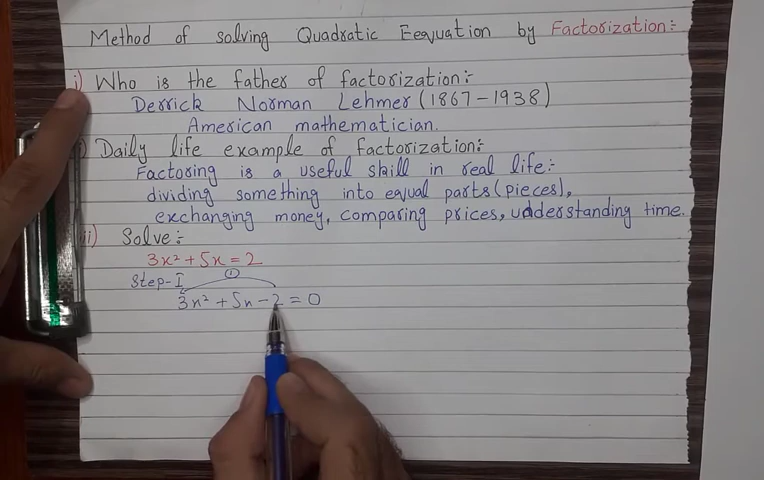 Method of solving Quadratic Eequation by Factorization:-
i) Who is the father of factorization:-
Derrick Norman Lehmer (1867-1938)
American mathematician.
) Daily life example of factorization:-
Factoring is a useful skill in real life:-
dividing something into equal parts (pieces),
exchanging money, comparing prices, understanding time.
ii) Solve:-
3x² + 5x = 2
Step-I
①
3x² + 5x - 2 = 0